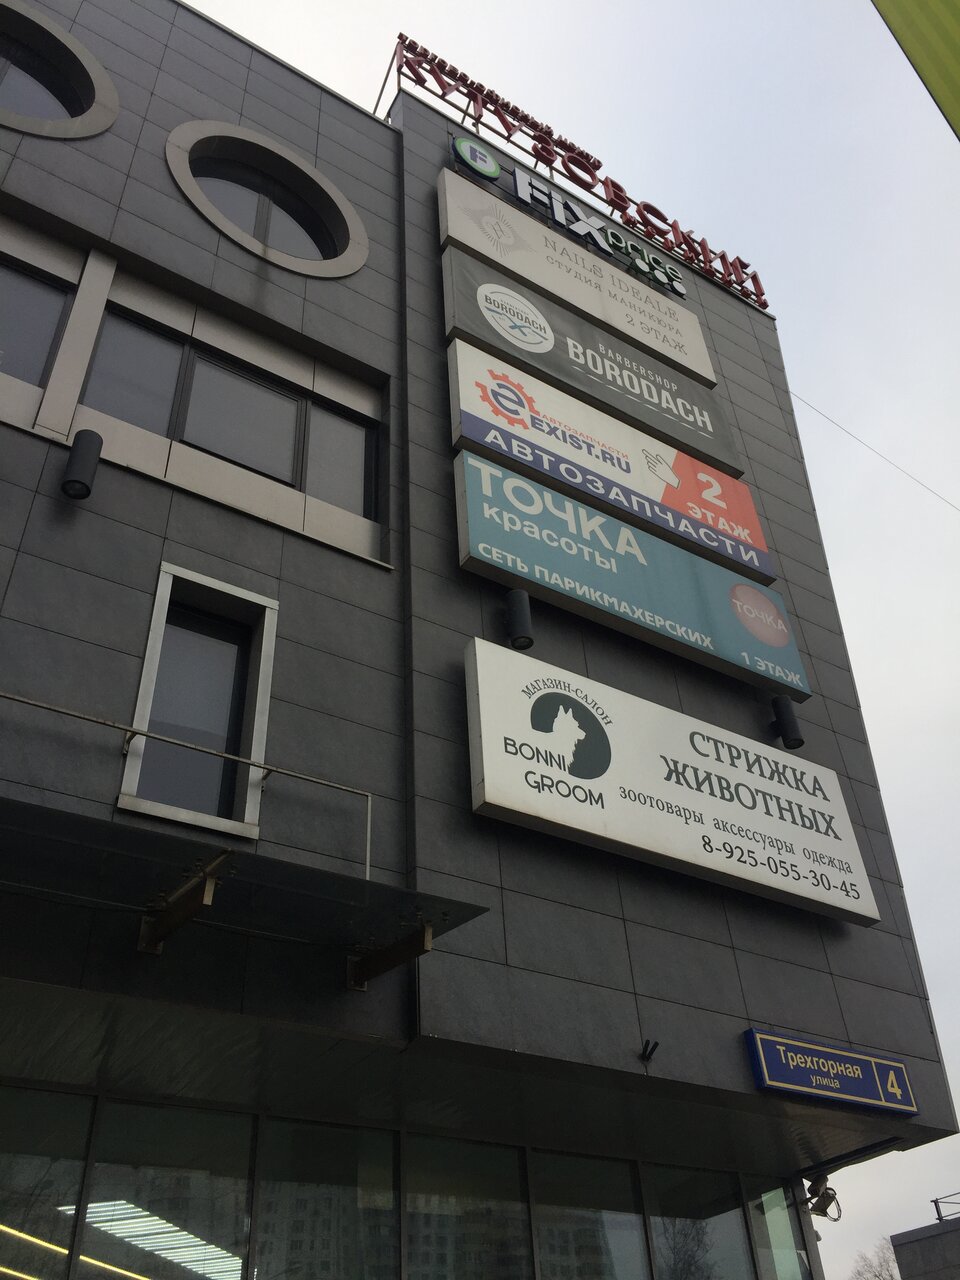 КУТУЗОВСКИЙ
F
FiX price
NAILS IDEALE
СТУДИЯ МАНИКЮРА
2 ЭТАЖ
BORODACH
BARBERSHOP
BORODACH
АВТОЗАПЧАСТИ
EXIST.RU
2
ЭТАЖ
АВТОЗАПЧАСТИ
ТОЧКА
красоты
СЕТЬ ПАРИКМАХЕРСКИХ
ТОЧКА
1 ЭТАЖ
МАГАЗИН-САЛОН
BONNI
GROOM
СТРИЖКА
ЖИВОТНЫХ
зоотовары аксессуары одежда
8-925-055-30-45
Трехгорная
улица
4